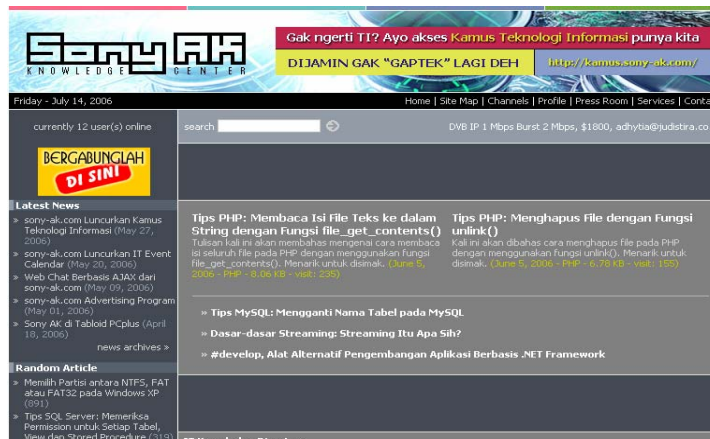 Sony AK
KNOWLEDGE CENTER
Gak ngerti TI? Ayo akses Kamus Teknologi Informasi punya kita
DIJAMIN GAK "GAPTEK" LAGI DEH
http://kamus.sony-ak.com/
Friday - July 14, 2006
Home | Site Map | Channels | Profile | Press Room | Services | Conta
currently 12 user(s) online
search
DVB IP 1 Mbps Burst 2 Mbps, $1800, adhytia@judistira.co
BERGABUNGLAH
DI SINI
Latest News
» sony-ak.com Luncurkan Kamus
Teknologi Informasi (May 27,
2006)
» sony-ak.com Luncurkan IT Event
Calendar (May 20, 2006)
» Web Chat Berbasis AJAX dari
sony-ak.com (May 09, 2006)
» sony-ak.com Advertising Program
(May 01, 2006)
» Sony AK di Tabloid PCplus (April
18, 2006)
news archives »
Random Article
» Memilih Partisi antara NTFS, FAT
atau FAT32 pada Windows XP
(891)
» Tips SQL Server: Memeriksa
Permission untuk Setiap Tabel,
View dan Stored Procedure (319)
Tips PHP: Membaca Isi File Teks ke dalam
String dengan Fungsi file_get_contents()
Tulisan kali ini akan membahas mengenai cara membaca
isi seluruh file pada PHP dengan menggunakan fungsi
file_get_contents(). Menarik untuk disimak. (June 5,
2006 - PHP - 8.06 KB - visit: 235)
Tips PHP: Menghapus File dengan Fungsi
unlink()
Kali ini akan dibahas cara menghapus file pada PHP
dengan menggunakan fungsi unlink(). Menarik untuk
disimak. (June 5, 2006 - PHP - 6.78 KB - visit: 155)
» Tips MySQL: Mengganti Nama Tabel pada MySQL
» Dasar-dasar Streaming: Streaming Itu Apa Sih?
» #develop, Alat Alternatif Pengembangan Aplikasi Berbasis .NET Framework